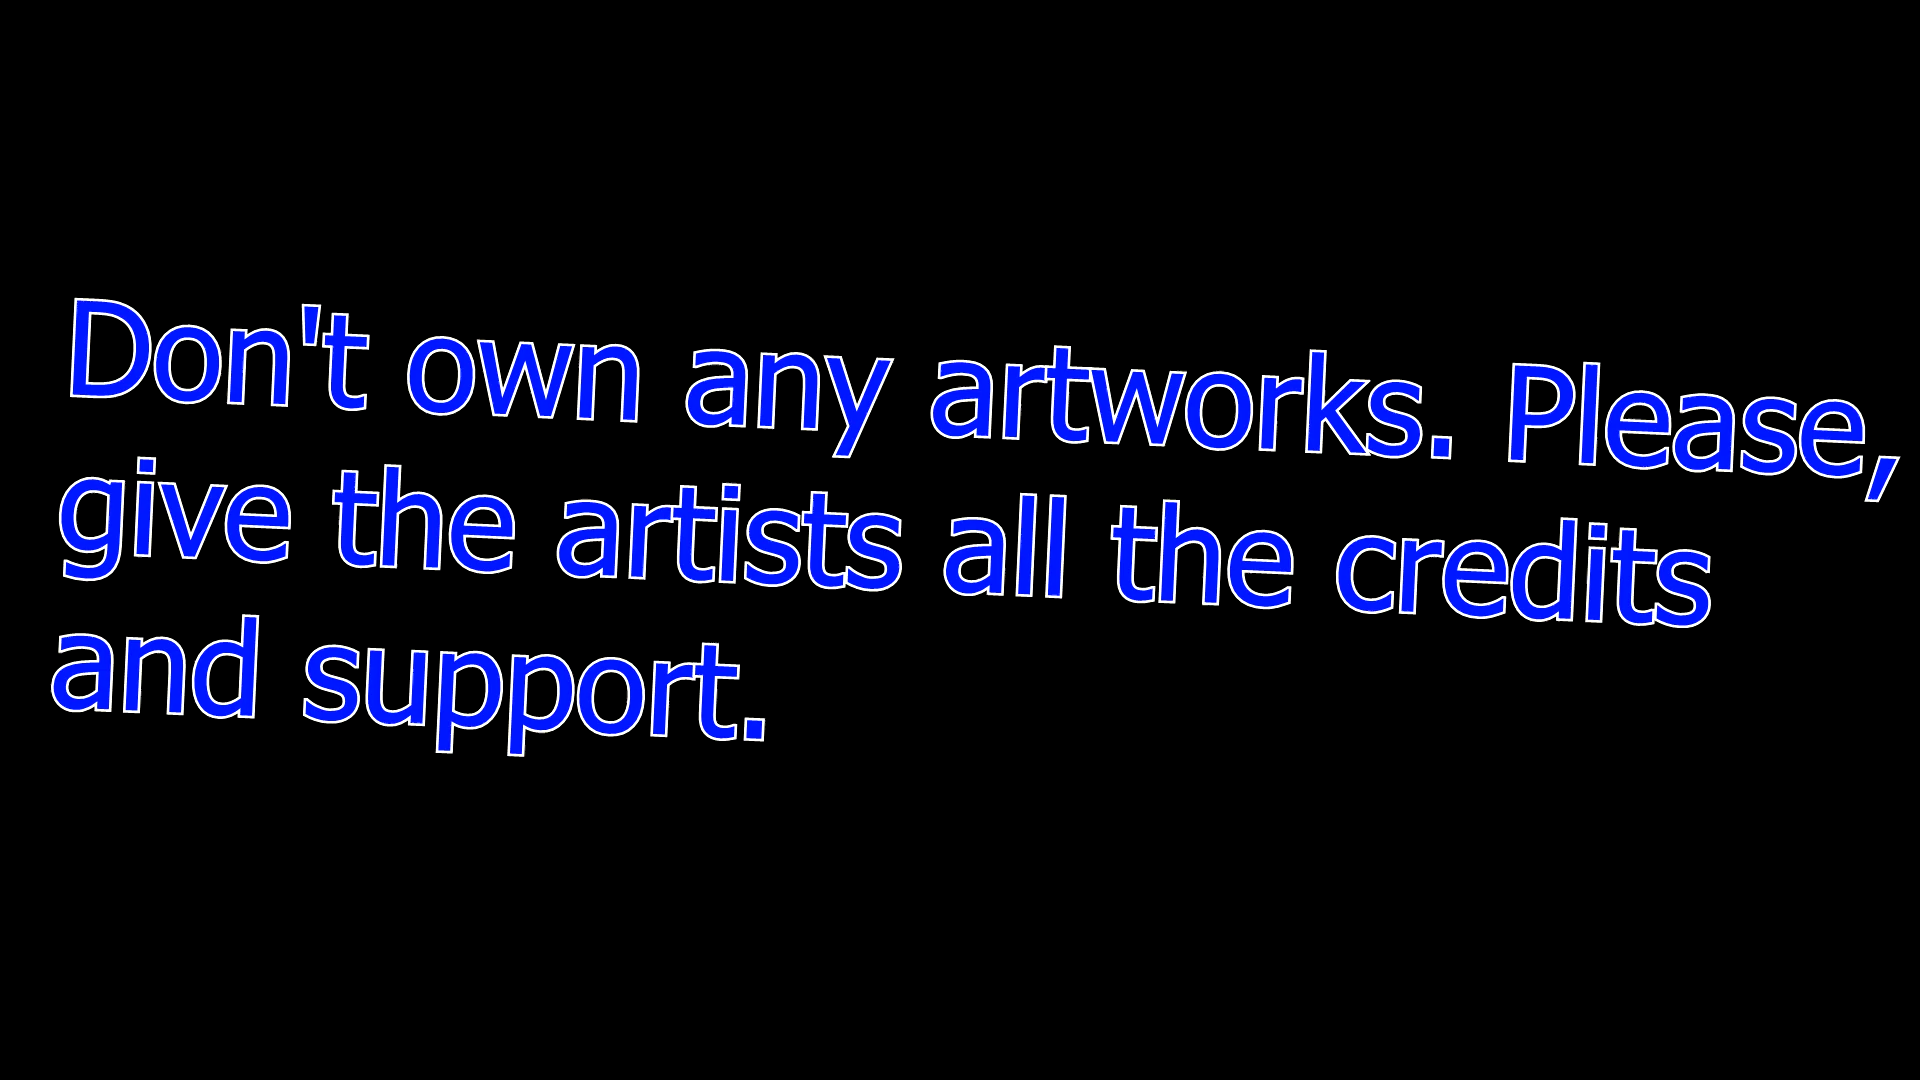 Don't own any artworks. Please,
give the artists all the credits
and support.